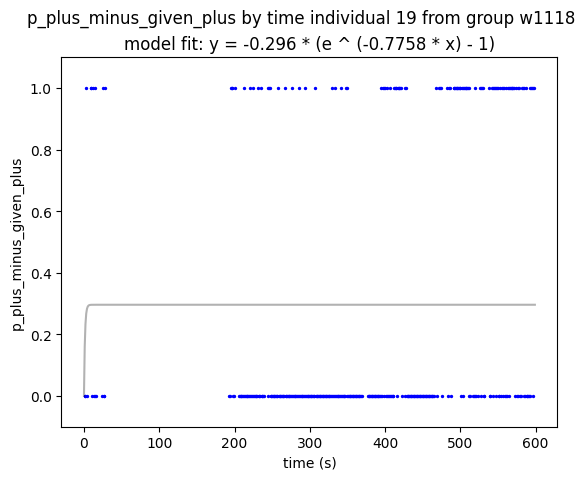 p_plus_minus_given_plus by time individual 19 from group w1118
model fit: y = -0.296 * (e ^ (-0.7758 * x) - 1)
p_plus_minus_given_plus
1.0
0.8
0.6
0.4
0.2
0.0
0 100 200 300 400 500 600
time (s)